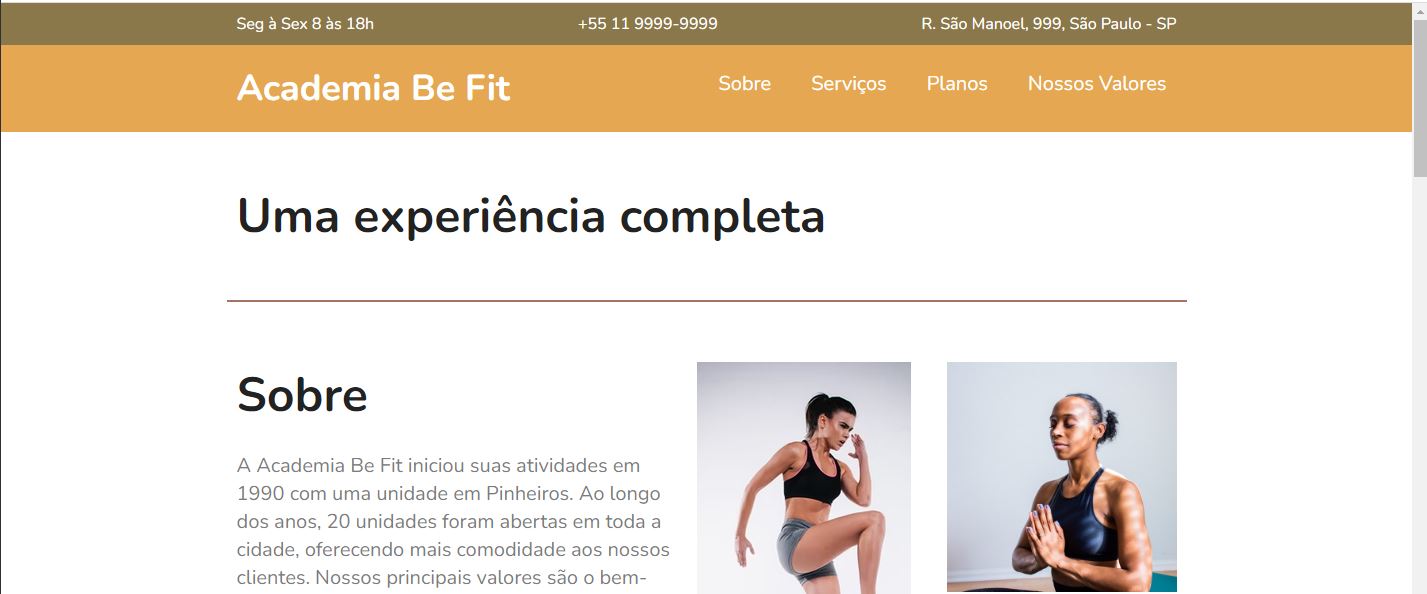 Seg à Sex 8 às 18h
+55 11 9999-9999
R. São Manoel, 999, São Paulo - SP
Academia Be Fit
Sobre
Serviços
Planos
Nossos Valores
Uma experiência completa
Sobre
A Academia Be Fit iniciou suas atividades em
1990 com uma unidade em Pinheiros. Ao longo
dos anos, 20 unidades foram abertas em toda a
cidade, oferecendo mais comodidade aos nossos
clientes. Nossos principais valores são o bem-